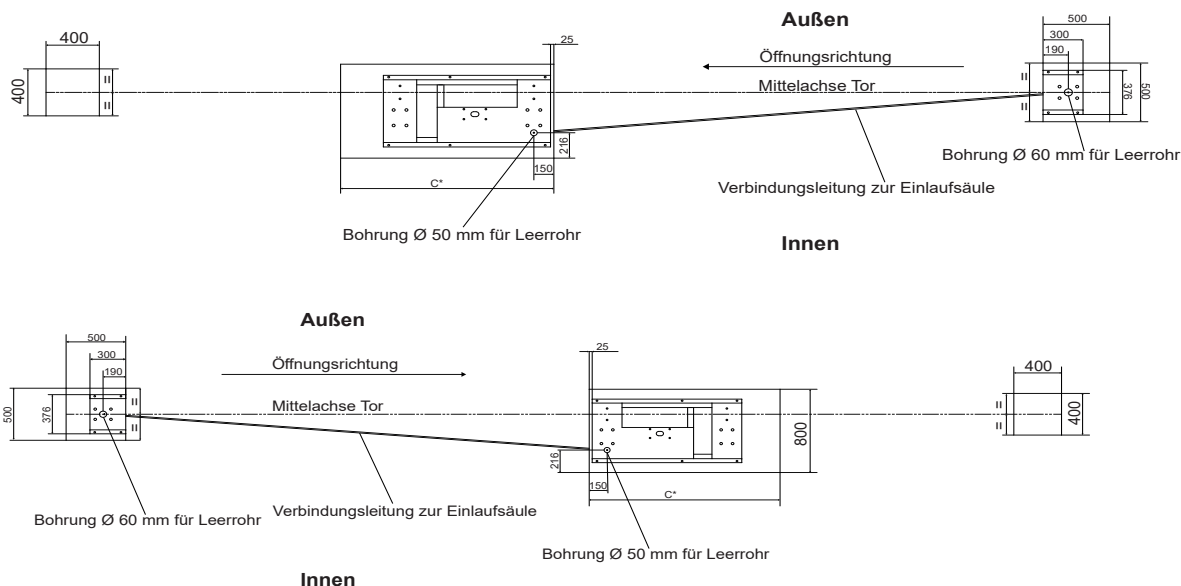 Außen
400
25
500
300
190
Öffnungsrichtung
Mittelachse Tor
400
=
=
=
=
376
500
216
150
C*
Bohrung Ø 60 mm für Leerrohr
Verbindungsleitung zur Einlaufsäule
Bohrung Ø 50 mm für Leerrohr
Innen
Außen
500
300
190
25
Öffnungsrichtung
400
Mittelachse Tor
500
376
=
=
=
=
400
800
216
150
C*
Verbindungsleitung zur Einlaufsäule
Bohrung Ø 60 mm für Leerrohr
Bohrung Ø 50 mm für Leerrohr
Innen